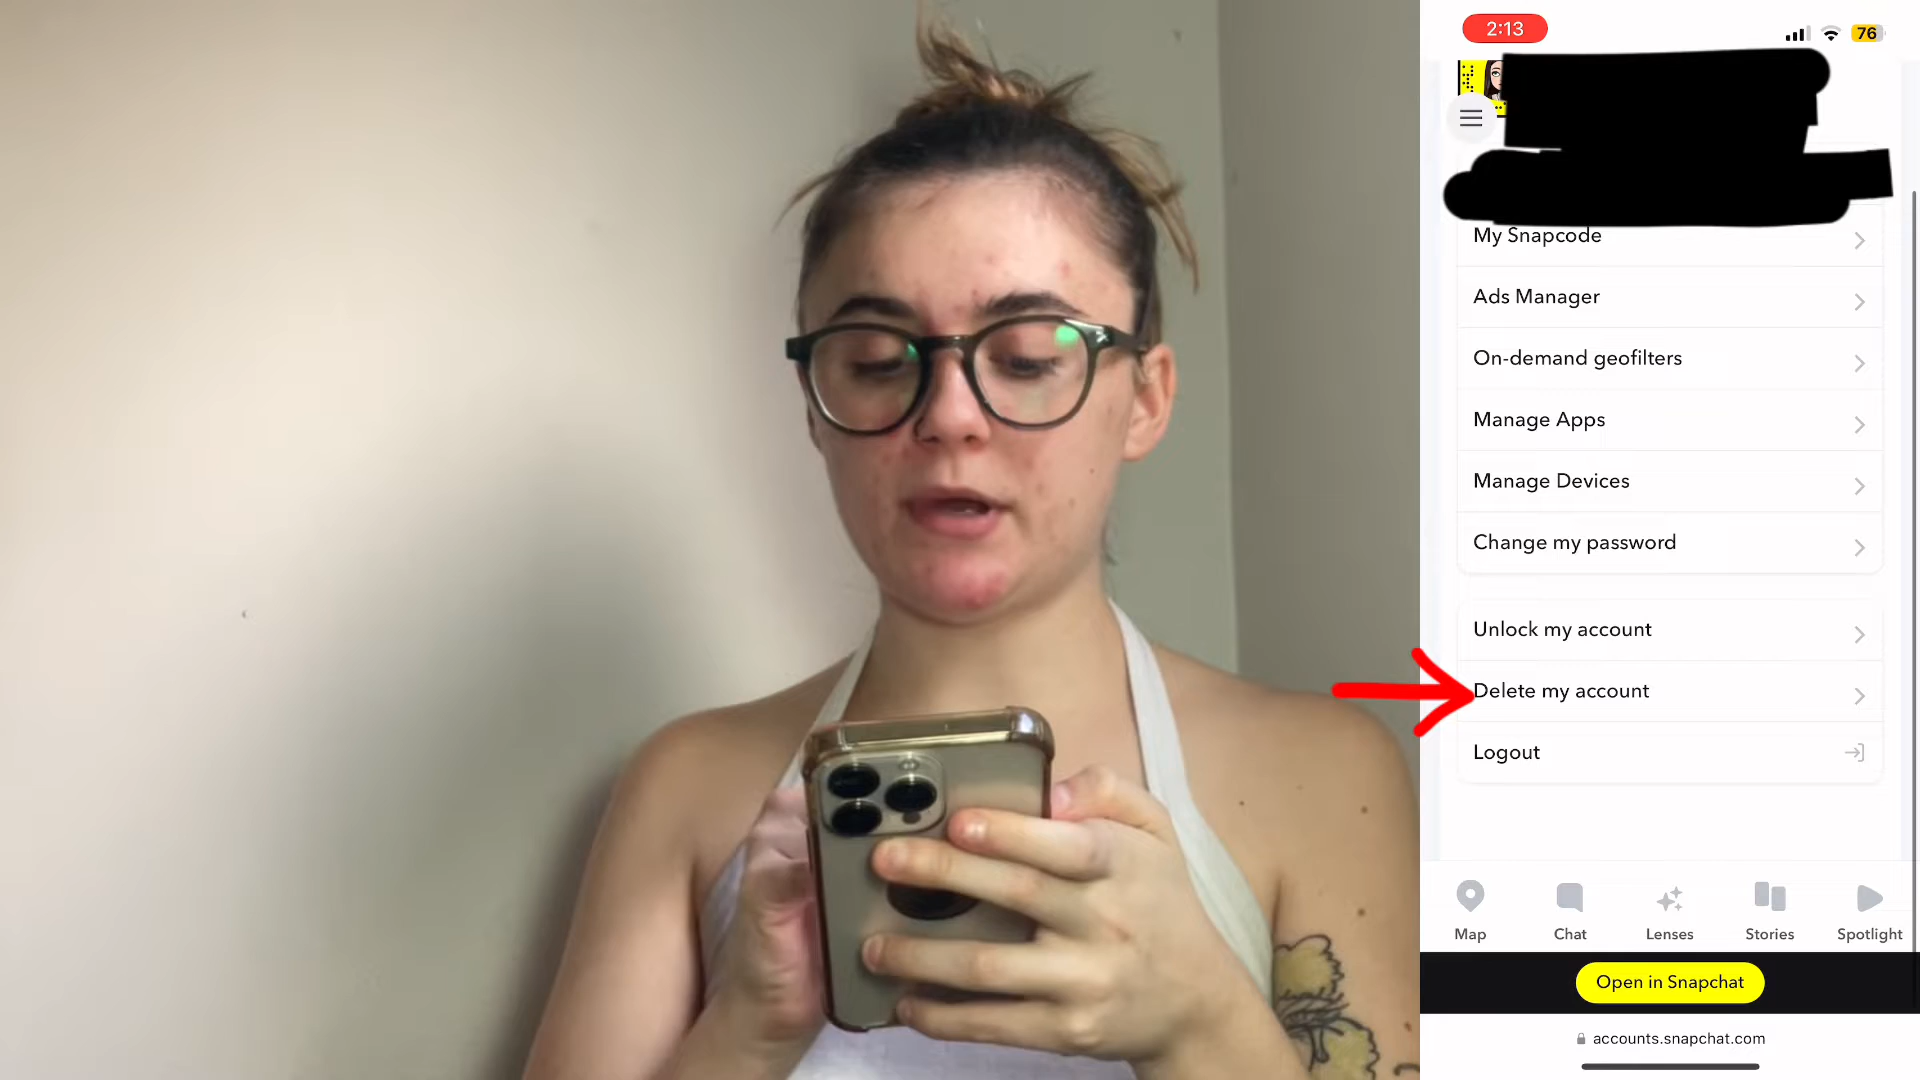 2:13
76
My Snapcode
Ads Manager
On-demand geofilters
Manage Apps
Manage Devices
Change my password
Unlock my account
Delete my account
Logout
Map
Chat
Lenses
Stories
Spotlight
Open in Snapchat
accounts.snapchat.com